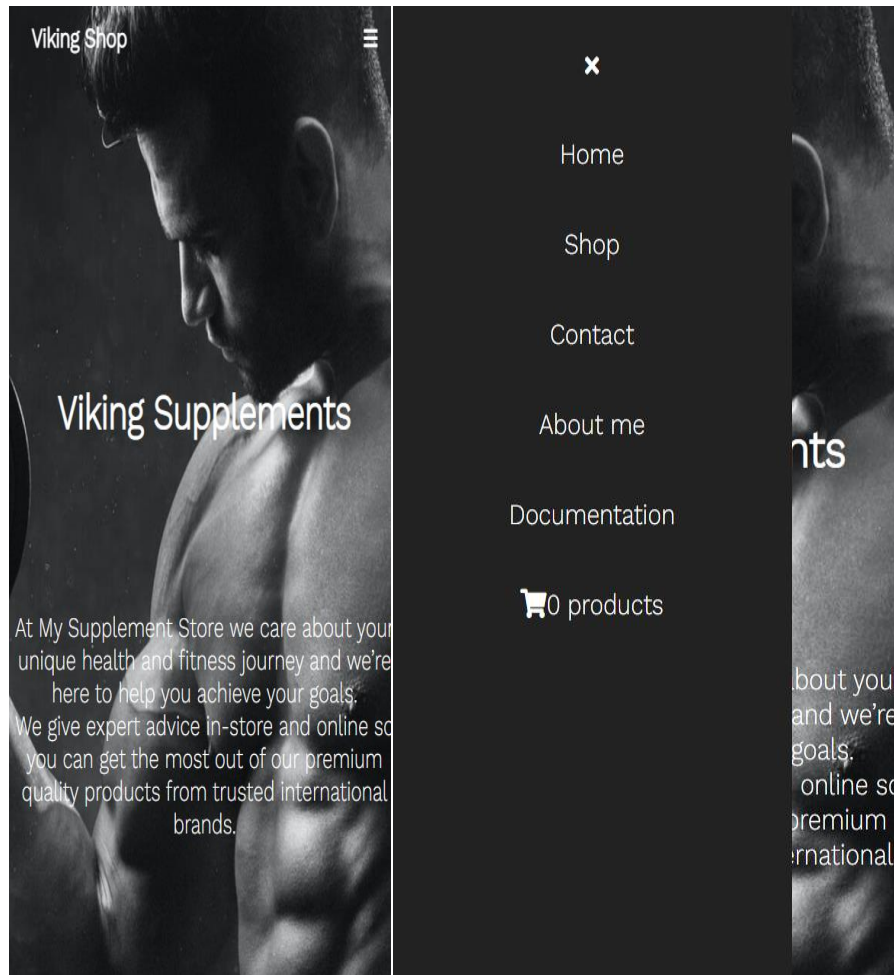 Viking Shop
Viking Supplements
At My Supplement Store we care about your
unique health and fitness journey and we're
here to help you achieve your goals.
We give expert advice in-store and online so
you can get the most out of our premium
quality products from trusted international
brands.
Home
Shop
Contact
About me
Documentation
0 products
nts
bout you
and we're
goals.
online so
premium
ernational